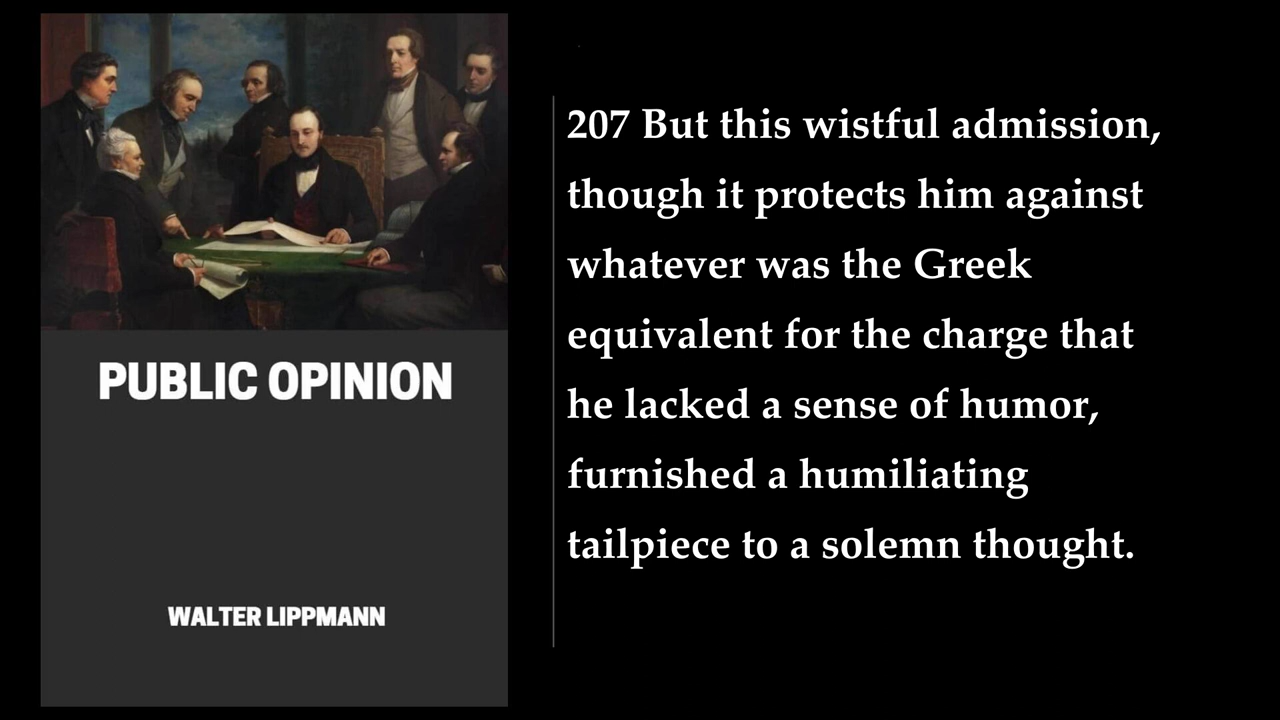 PUBLIC OPINION
WALTER LIPPMANN
207 But this wistful admission,
though it protects him against
whatever was the Greek
equivalent for the charge that
he lacked a sense of humor,
furnished a humiliating
tailpiece to a solemn thought.